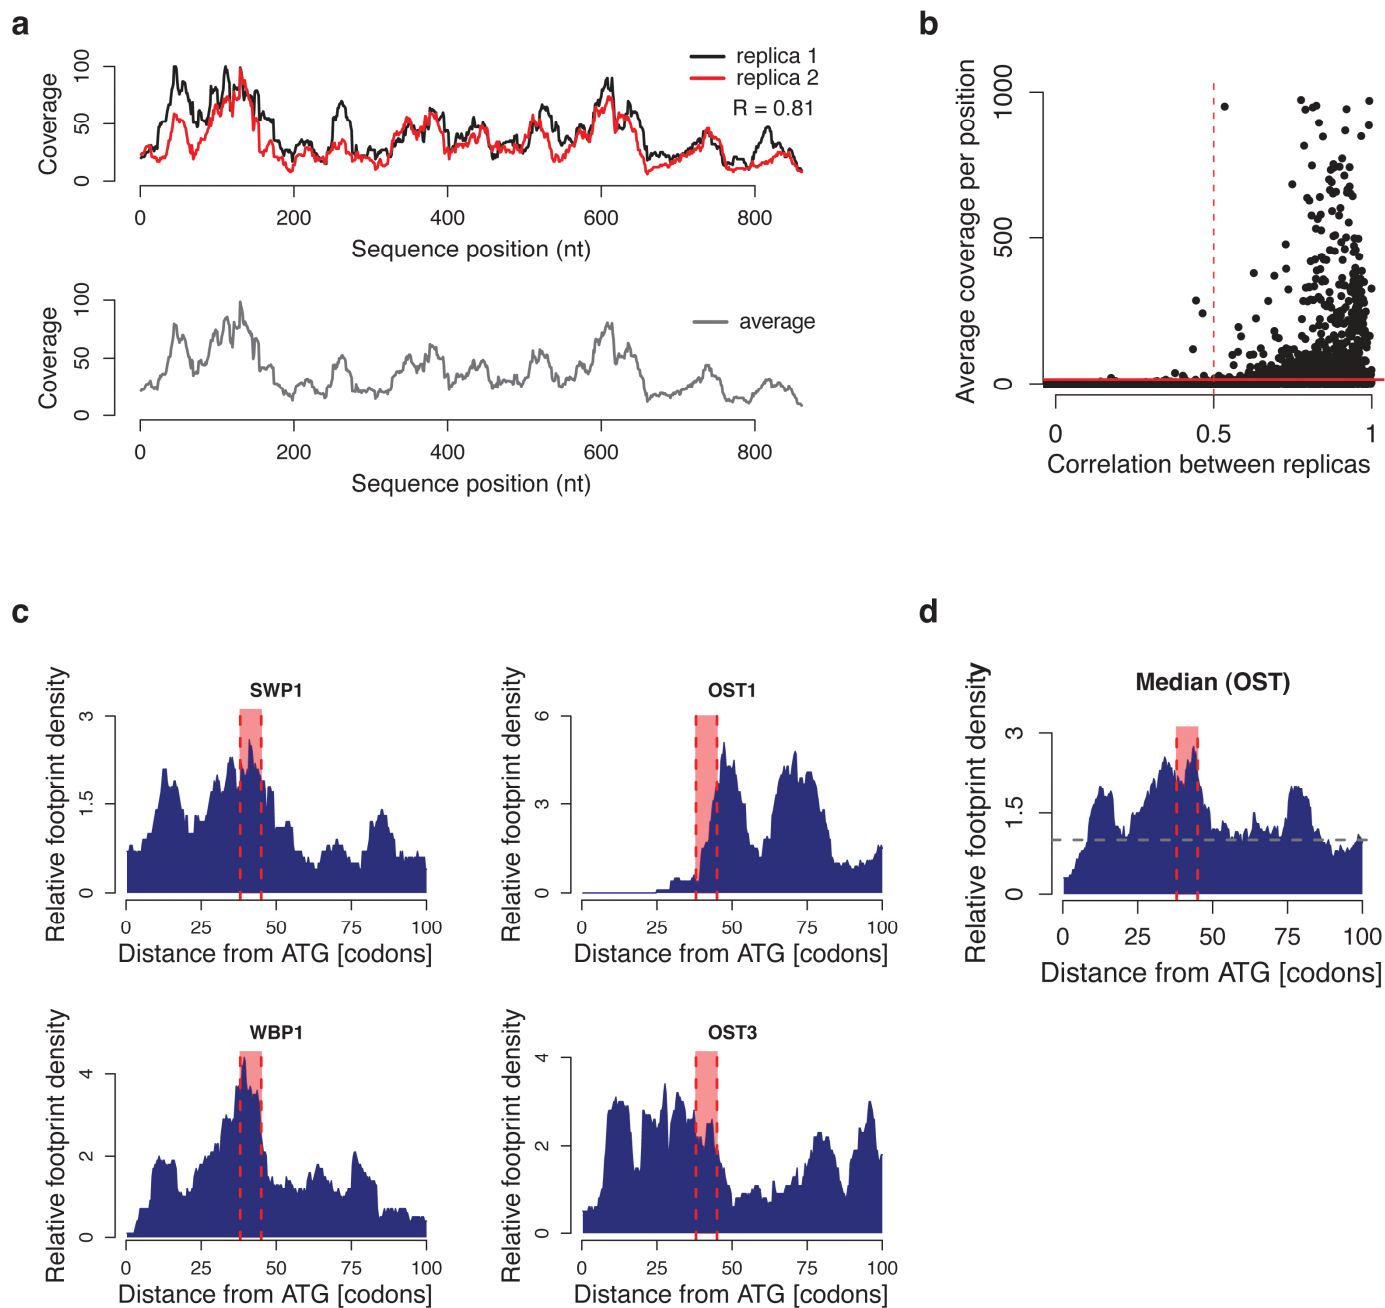 a
Coverage
0
50
100
replica 1
replica 2
R = 0.81
0
200
400
600
800
Sequence position (nt)
Coverage
0
50
100
average
0
200
400
600
800
Sequence position (nt)
b
Average coverage per position
0
500
1000
0
0.5
1
Correlation between replicas
c
SWP1
Relative footprint density
0
1.5
3
0
25
50
75
100
Distance from ATG [codons]
OST1
Relative footprint density
0
3
6
0
25
50
75
100
Distance from ATG [codons]
WBP1
Relative footprint density
0
2
4
0
25
50
75
100
Distance from ATG [codons]
OST3
Relative footprint density
0
2
4
0
25
50
75
100
Distance from ATG [codons]
d
Median (OST)
Relative footprint density
0
1.5
3
0
25
50
75
100
Distance from ATG [codons]